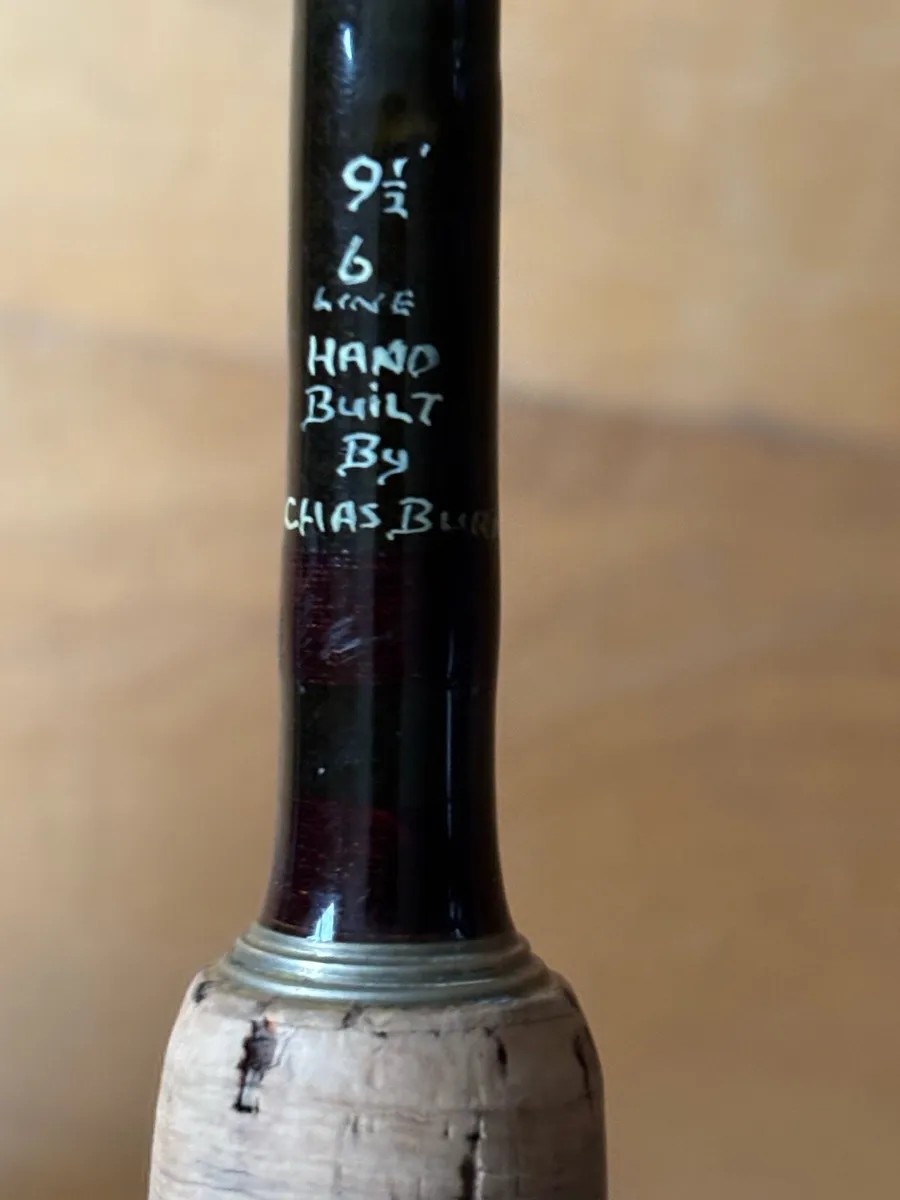 9½'
6
LINE
HAND
BuiLT
By
CHAS